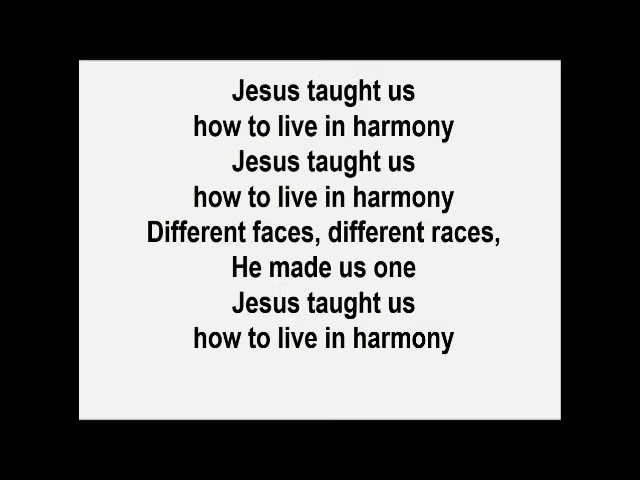 Jesus taught us
how to live in harmony
Jesus taught us
how to live in harmony
Different faces, different races,
He made us one
Jesus taught us
how to live in harmony